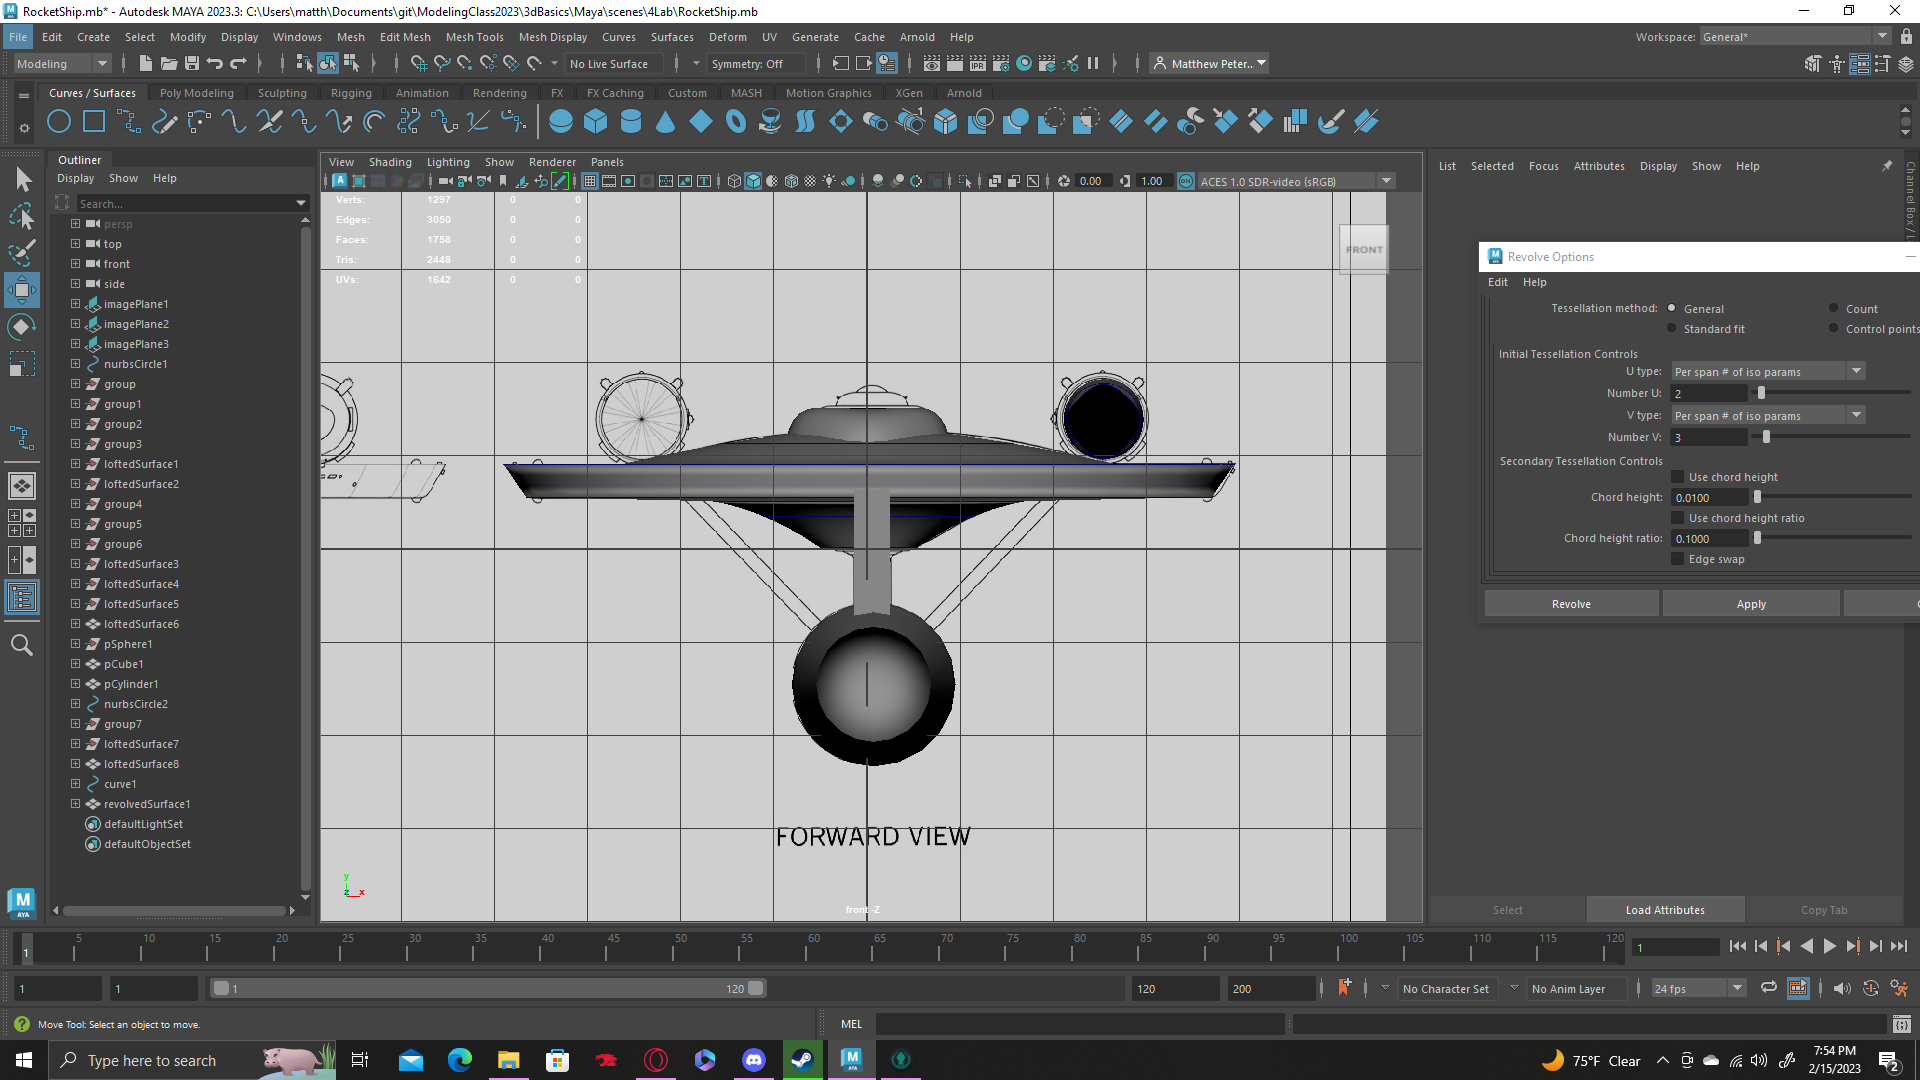 RocketShip.mb* - Autodesk MAYA 2023.3: C:\Users\matth\Documents\git\ModelingClass2023\3dBasics\Maya\scenes\4Lab\RocketShip.mb
File Edit Create Select Modify Display Windows Mesh Edit Mesh Mesh Tools Mesh Display Curves Surfaces Deform UV Generate Cache Arnold Help Workspace: General*
Modeling No Live Surface Symmetry: Off Matthew Peter..
Curves / Surfaces Poly Modeling Sculpting Rigging Animation Rendering FX FX Caching Custom MASH Motion Graphics XGen Arnold
Outliner
Display Show Help
Search...
persp
top
front
side
imagePlane1
imagePlane2
imagePlane3
nurbsCircle1
group
group1
group2
group3
loftedSurface1
loftedSurface2
group4
group5
group6
loftedSurface3
loftedSurface4
loftedSurface5
loftedSurface6
pSphere1
pCube1
pCylinder1
nurbsCircle2
group7
loftedSurface7
loftedSurface8
curve1
revolvedSurface1
defaultLightSet
defaultObjectSet
View Shading Lighting Show Renderer Panels
0.00 1.00 ACES 1.0 SDR-video (sRGB)
Verts: 1297 0 0
Edges: 3050 0 0
Faces: 1758 0 0
Tris: 2448 0 0
UVs: 1642 0 0
FRONT
FORWARD VIEW
y
z x
front -Z
List Selected Focus Attributes Display Show Help
Revolve Options
Edit Help
Tessellation method: General Count
Standard fit Control points
Initial Tessellation Controls
U type: Per span # of iso params
Number U: 2
V type: Per span # of iso params
Number V: 3
Secondary Tessellation Controls
Use chord height
Chord height: 0.0100
Use chord height ratio
Chord height ratio: 0.1000
Edge swap
Revolve Apply
Select Load Attributes Copy Tab
1 5 10 15 20 25 30 35 40 45 50 55 60 65 70 75 80 85 90 95 100 105 110 115 120 1
1 1 1 120 120 200 No Character Set No Anim Layer 24 fps
Move Tool: Select an object to move. MEL
Type here to search 75°F Clear 7:54 PM
2/15/2023 2